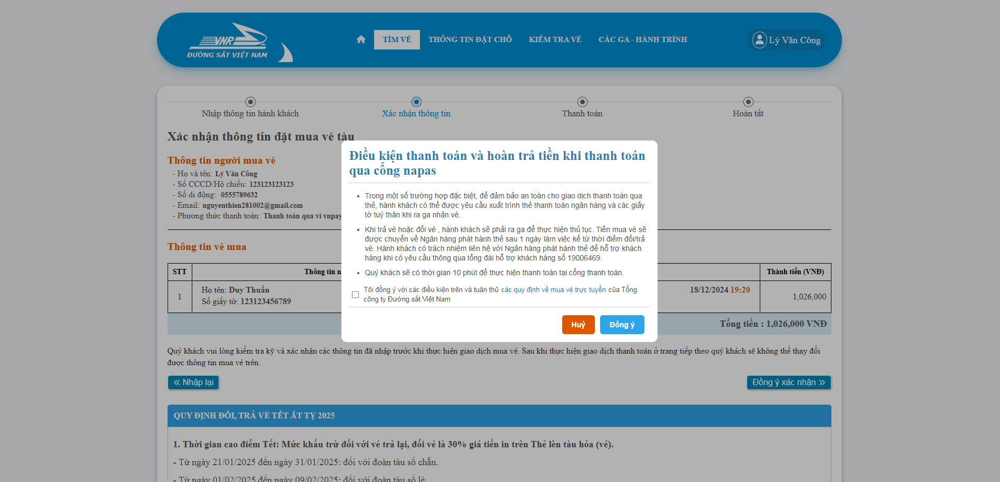 VNR
ĐƯỜNG SẮT VIỆT NAM
TÌM VÉ
THÔNG TIN ĐẶT CHỖ
KIỂM TRA VÉ
CÁC GA - HÀNH TRÌNH
Lý Văn Công
Nhập thông tin hành khách
Xác nhận thông tin
Thanh toán
Hoàn tất
Xác nhận thông tin đặt mua vé tàu
Thông tin người mua vé
- Họ và tên: Lý Văn Công
- Số CCCD/Hộ chiếu: 123123123123
- Số di động: 0555789632
- Email: nguyenthien281002@gmail.com
- Phương thức thanh toán: Thanh toán qua ví vnpay
Thông tin vé mua
STT
Thông tin n
Thành tiền (VNĐ)
1
Họ tên: Duy Thuần
Số giấy tờ: 123123456789
18/12/2024 19:20
1,026,000
Tổng tiền : 1,026,000 VNĐ
Điều kiện thanh toán và hoàn trả tiền khi thanh toán
qua cổng napas
• Trong một số trường hợp đặc biệt, để đảm bảo an toàn cho giao dịch thanh toán qua
thẻ, hành khách có thể được yêu cầu xuất trình thẻ thanh toán ngân hàng và các giấy
tờ tuỳ thân khi ra ga nhận vé.
• Khi trả vé hoặc đổi vé , hành khách sẽ phải ra ga để thực hiện thủ tục. Tiền mua vé sẽ
được chuyển về Ngân hàng phát hành thẻ sau 1 ngày làm việc kể từ thời điểm đổi/trả
vé. Hành khách có trách nhiệm liên hệ với Ngân hàng phát hành thẻ để hỗ trợ khách
hàng khi có yêu cầu thông qua tổng đài hỗ trợ khách hàng số 19006469.
• Quý khách sẽ có thời gian 10 phút để thực hiện thanh toán tại cổng thanh toán.
Tôi đồng ý với các điều kiện trên và tuân thủ các quy định về mua vé trực tuyến của Tổng
công ty Đường sắt Việt Nam
Huỷ
Đồng ý
Quý khách vui lòng kiểm tra kỹ và xác nhận các thông tin đã nhập trước khi thực hiện giao dịch mua vé. Sau khi thực hiện giao dịch thanh toán ở trang tiếp theo quý khách sẽ không thể thay đổi
được thông tin mua vé trên.
Nhập lại
Đồng ý xác nhận
QUY ĐỊNH ĐỔI, TRẢ VÉ TẾT ẤT TỴ 2025
1. Thời gian cao điểm Tết: Mức khấu trừ đối với vé trả lại, đổi vé là 30% giá tiền in trên Thẻ lên tàu hỏa (vé).
- Từ ngày 21/01/2025 đến ngày 31/01/2025: đối với đoàn tàu số chẵn.
- Từ ngày 01/02/2025 đến ngày 09/02/2025: đối với đoàn tàu số lẻ